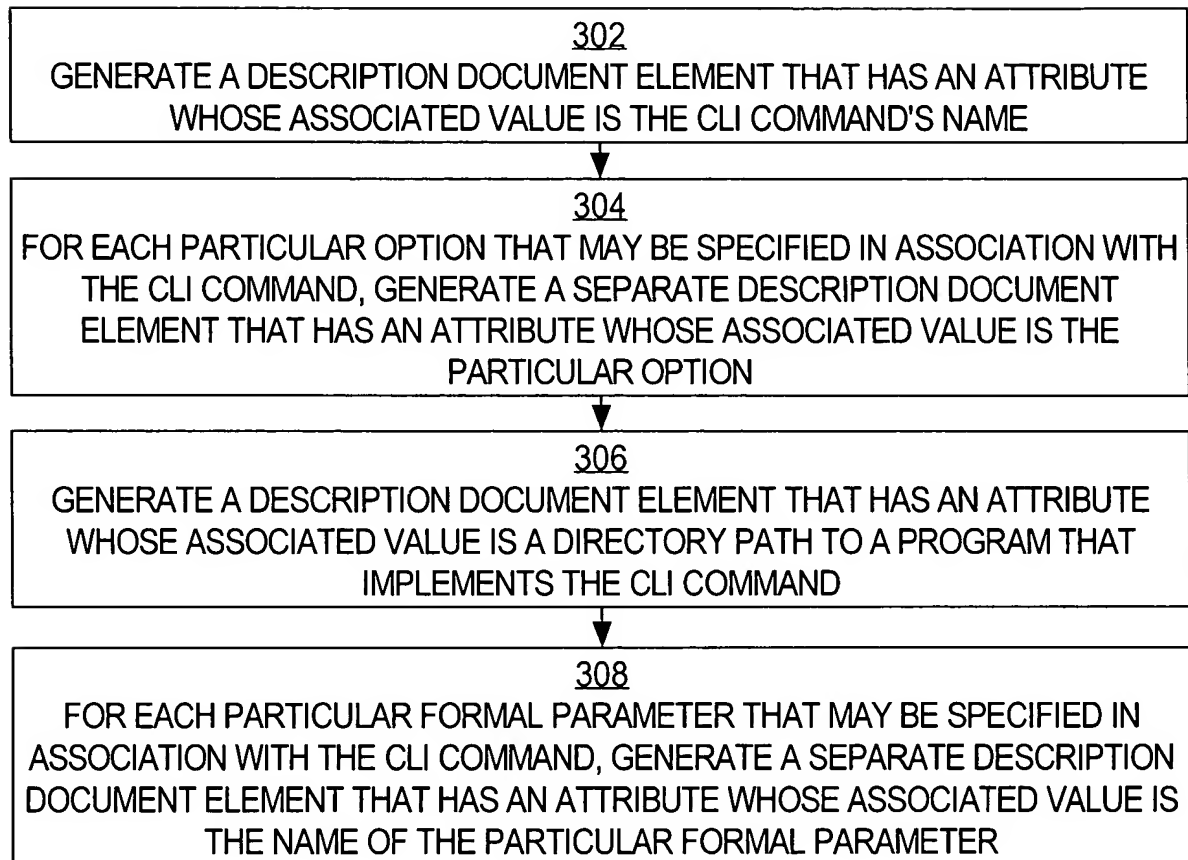 302
GENERATE A DESCRIPTION DOCUMENT ELEMENT THAT HAS AN ATTRIBUTE
WHOSE ASSOCIATED VALUE IS THE CLI COMMAND'S NAME
304
FOR EACH PARTICULAR OPTION THAT MAY BE SPECIFIED IN ASSOCIATION WITH
THE CLI COMMAND, GENERATE A SEPARATE DESCRIPTION DOCUMENT
ELEMENT THAT HAS AN ATTRIBUTE WHOSE ASSOCIATED VALUE IS THE
PARTICULAR OPTION
306
GENERATE A DESCRIPTION DOCUMENT ELEMENT THAT HAS AN ATTRIBUTE
WHOSE ASSOCIATED VALUE IS A DIRECTORY PATH TO A PROGRAM THAT
IMPLEMENTS THE CLI COMMAND
308
FOR EACH PARTICULAR FORMAL PARAMETER THAT MAY BE SPECIFIED IN
ASSOCIATION WITH THE CLI COMMAND, GENERATE A SEPARATE DESCRIPTION
DOCUMENT ELEMENT THAT HAS AN ATTRIBUTE WHOSE ASSOCIATED VALUE IS
THE NAME OF THE PARTICULAR FORMAL PARAMETER